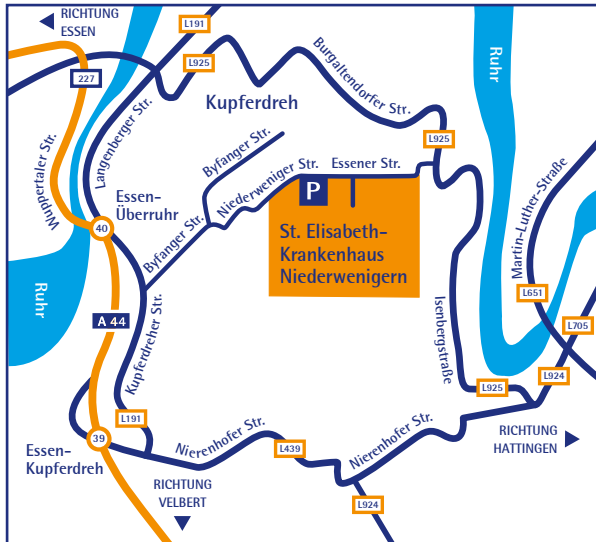 RICHTUNG
ESSEN
L191
227
L925
Burgaltendorfer Str.
Ruhr
Kupferdreh
Wuppertaler Str.
Langenberger Str.
Byfanger Str.
L925
Niederweniger Str.
Essener Str.
P
Martin-Luther-Straße
Essen-
Überruhr
40
Byfanger Str.
St. Elisabeth-
Krankenhaus
Niederwenigern
Ruhr
A 44
Kupferdreher Str.
Isenbergstraße
L651
L705
L924
L925
L191
39
Essen-
Kupferdreh
Nierenhofer Str.
L439
Nierenhofer Str.
RICHTUNG
HATTINGEN
RICHTUNG
VELBERT
L924